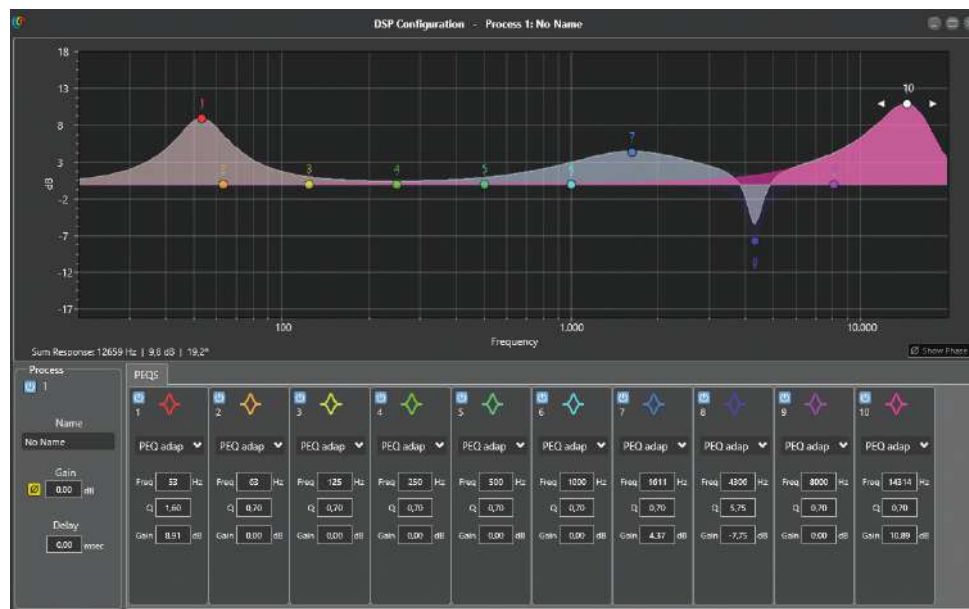 DSP Configuration - Process 1: No Name
18
13
8
3
-2
-7
-12
-17
dB
1
2
3
4
5
6
7
8
10
100
1.000
10.000
Frequency
Sum Response: 12659 Hz | 9,8 dB | 19,2°
Ø Show Phase
Process
1
Name
No Name
Gain
Ø 0,00 dB
Delay
0,00 msec
PEQS
1 2 3 4 5 6 7 8 9 10
PEQ adap PEQ adap PEQ adap PEQ adap PEQ adap PEQ adap PEQ adap PEQ adap PEQ adap PEQ adap
Freq 53 Hz Freq 63 Hz Freq 125 Hz Freq 250 Hz Freq 500 Hz Freq 1000 Hz Freq 1611 Hz Freq 4300 Hz Freq 8000 Hz Freq 14314 Hz
Q 1,60 Q 0,70 Q 0,70 Q 0,70 Q 0,70 Q 0,70 Q 0,70 Q 5,75 Q 0,70 Q 0,70
Gain 8,91 dB Gain 0,00 dB Gain 0,00 dB Gain 0,00 dB Gain 0,00 dB Gain 0,00 dB Gain 4,37 dB Gain -7,75 dB Gain 0,00 dB Gain 10,89 dB